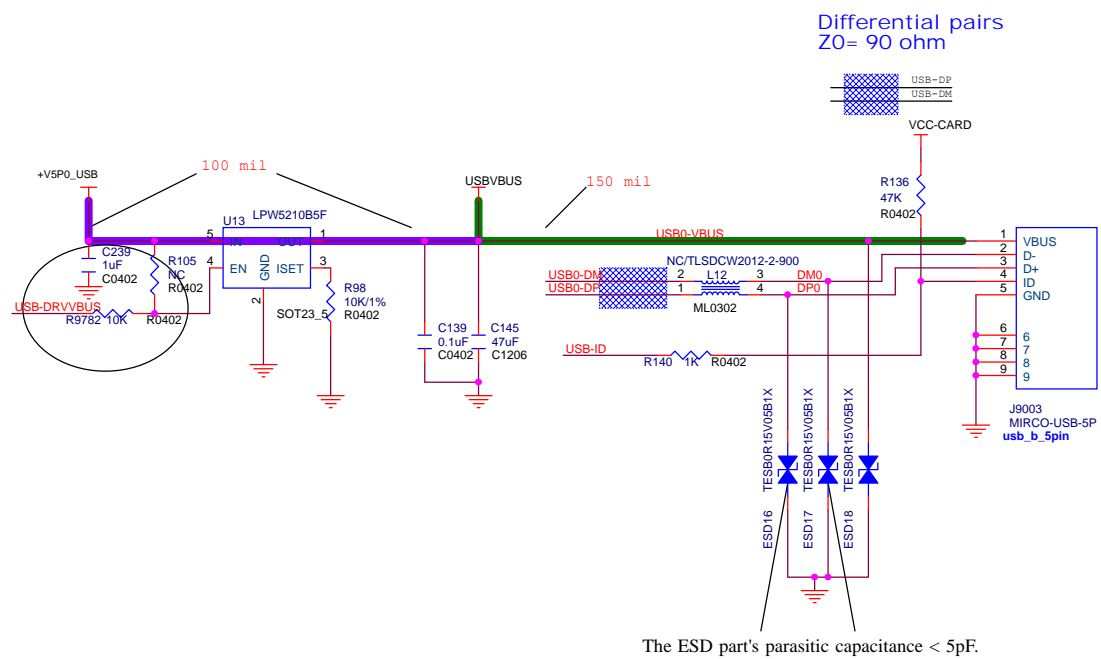 Differential pairs
Z0= 90 ohm
USB-DP
USB-DM
VCC-CARD
100 mil
+V5P0_USB
USBVBUS
150 mil
R136
47K
R0402
U13
LPW5210B5F
5
IN
OUT
1
USB0-VBUS
1
VBUS
2
D-
3
D+
4
ID
5
GND
C239
1uF
C0402
R105
NC
R0402
4
EN
GND
ISET
3
2
NC/TLSDCW2012-2-900
USB0-DM
2
L12
3
DM0
USB0-DP
1
4
DP0
ML0302
R98
10K/1%
R0402
SOT23_5
USB-DRVVBUS
R9782
10K
R0402
C139
0.1uF
C0402
C145
47uF
C1206
USB-ID
R140
1K
R0402
6
6
7
7
8
8
9
9
J9003
MIRCO-USB-5P
usb_b_5pin
TESB0R15V05B1X
TESB0R15V05B1X
TESB0R15V05B1X
ESD16
ESD17
ESD18
The ESD part's parasitic capacitance < 5pF.